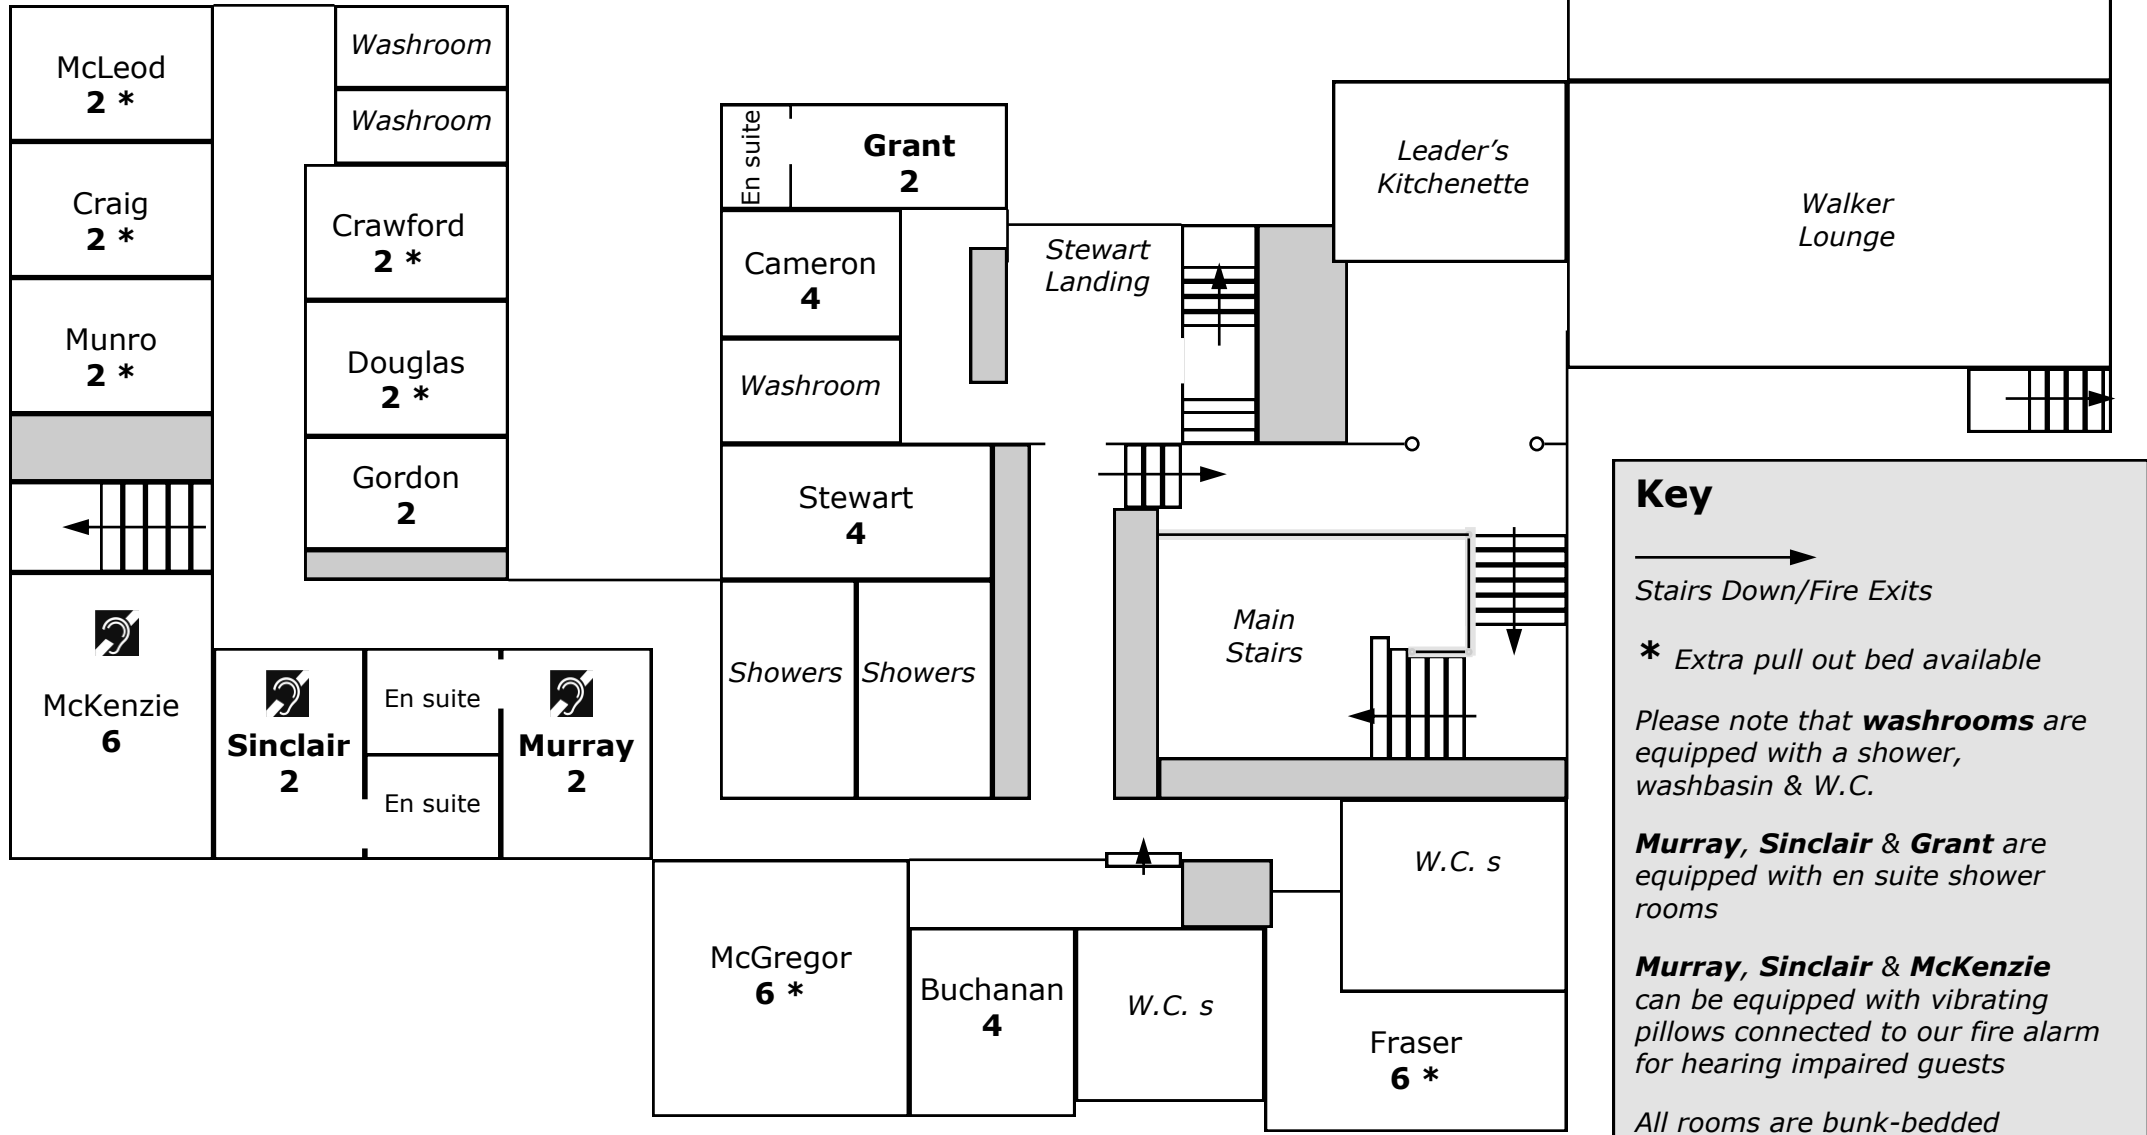 McLeod
2 *
Craig
2 *
Munro
2 *
McKenzie
6
Washroom
Washroom
Crawford
2 *
Douglas
2 *
Gordon
2
Sinclair
2
En suite
En suite
Murray
2
En suite
Grant
2
Cameron
4
Washroom
Stewart
4
Showers
Showers
Stewart
Landing
Main
Stairs
McGregor
6 *
Buchanan
4
W.C. s
W.C. s
Fraser
6 *
Leader’s
Kitchenette
Walker
Lounge
Key
Stairs Down/Fire Exits
* Extra pull out bed available
Please note that washrooms are
equipped with a shower,
washbasin & W.C.
Murray, Sinclair & Grant are
equipped with en suite shower
rooms
Murray, Sinclair & McKenzie
can be equipped with vibrating
pillows connected to our fire alarm
for hearing impaired guests
All rooms are bunk-bedded